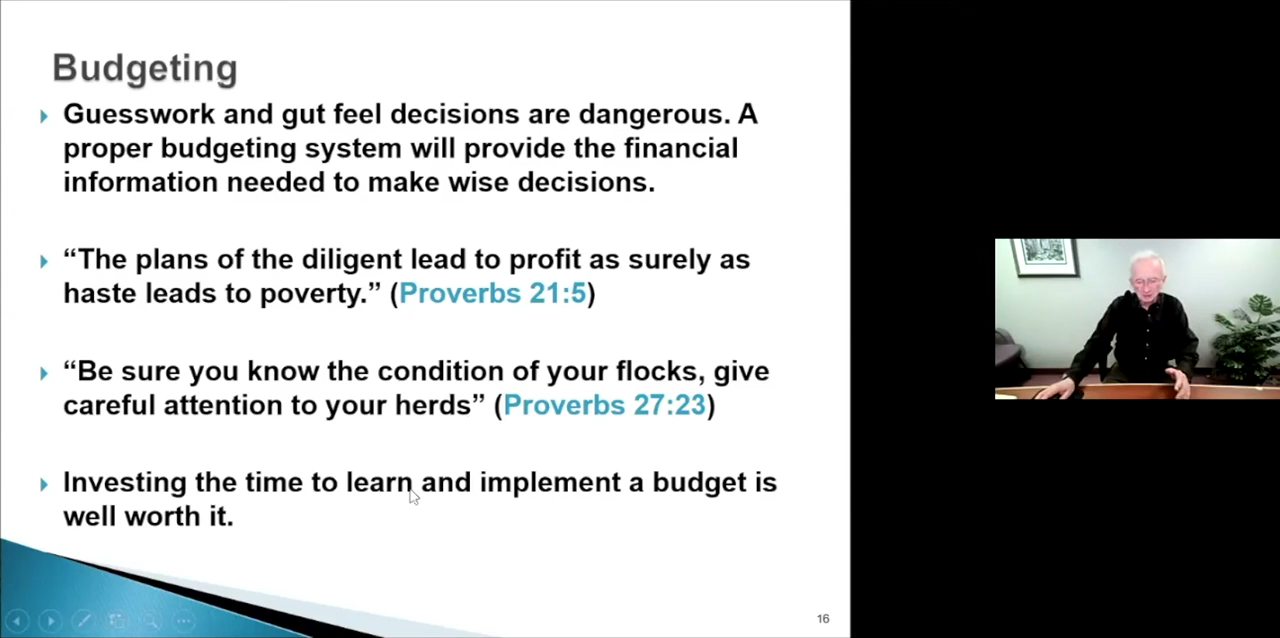 Budgeting
Guesswork and gut feel decisions are dangerous. A
proper budgeting system will provide the financial
information needed to make wise decisions.
“The plans of the diligent lead to profit as surely as
haste leads to poverty.” (Proverbs 21:5)
“Be sure you know the condition of your flocks, give
careful attention to your herds” (Proverbs 27:23)
Investing the time to learn and implement a budget is
well worth it.
16